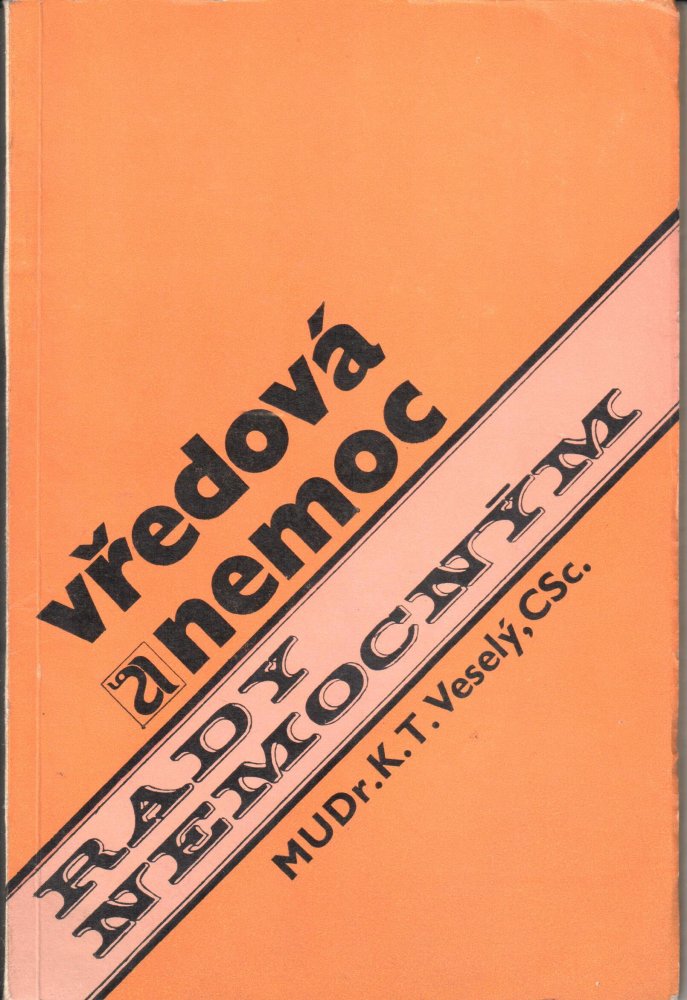 vředová
nemoc
RADY
NEMOCNÝM
MUDr. K. T. Veselý, CSc.